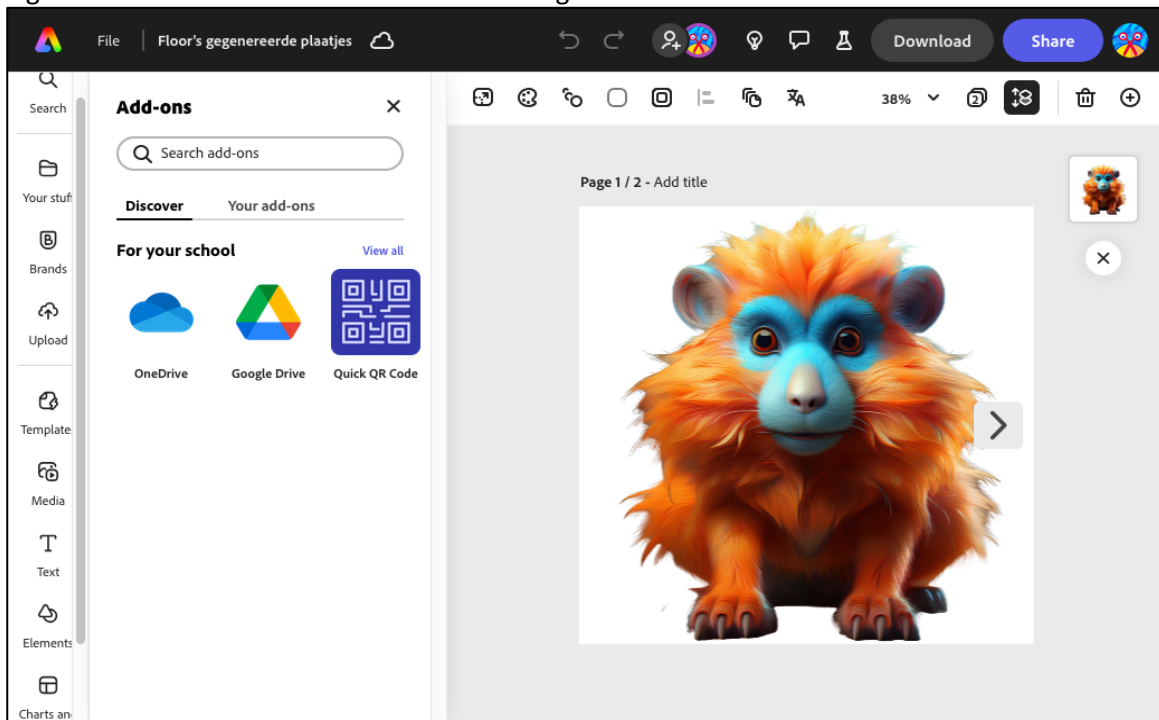 File
Floor's gegenereerde plaatjes
Download
Share
Search
Your stuf
Brands
Upload
Template
Media
Text
Elements
Charts an
Add-ons
Search add-ons
Discover Your add-ons
For your school View all
OneDrive Google Drive Quick QR Code
38%
2
Page 1 / 2 - Add title